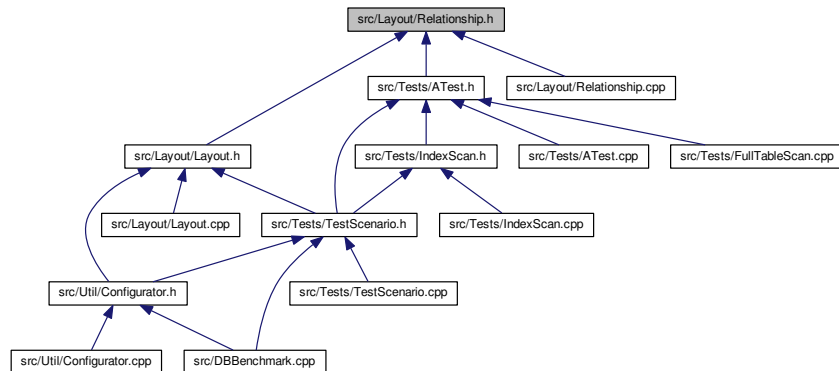 src/Layout/Relationship.h
src/Tests/ATest.h
src/Layout/Relationship.cpp
src/Layout/Layout.h
src/Tests/IndexScan.h
src/Tests/ATest.cpp
src/Tests/FullTableScan.cpp
src/Layout/Layout.cpp
src/Tests/TestScenario.h
src/Tests/IndexScan.cpp
src/Util/Configurator.h
src/Tests/TestScenario.cpp
src/Util/Configurator.cpp
src/DBBenchmark.cpp